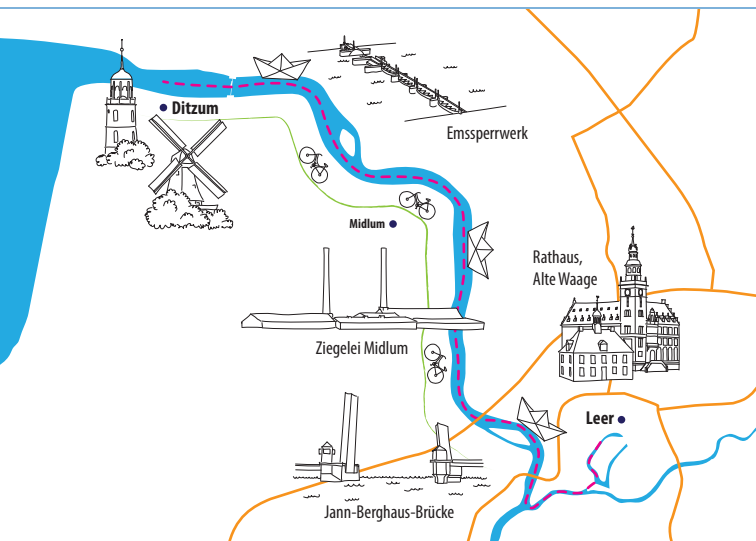 Emssperrwerk
Ditzum
Midlum
Rathaus,
Alte Waage
Ziegelei Midlum
Leer
Jann-Berghaus-Brücke